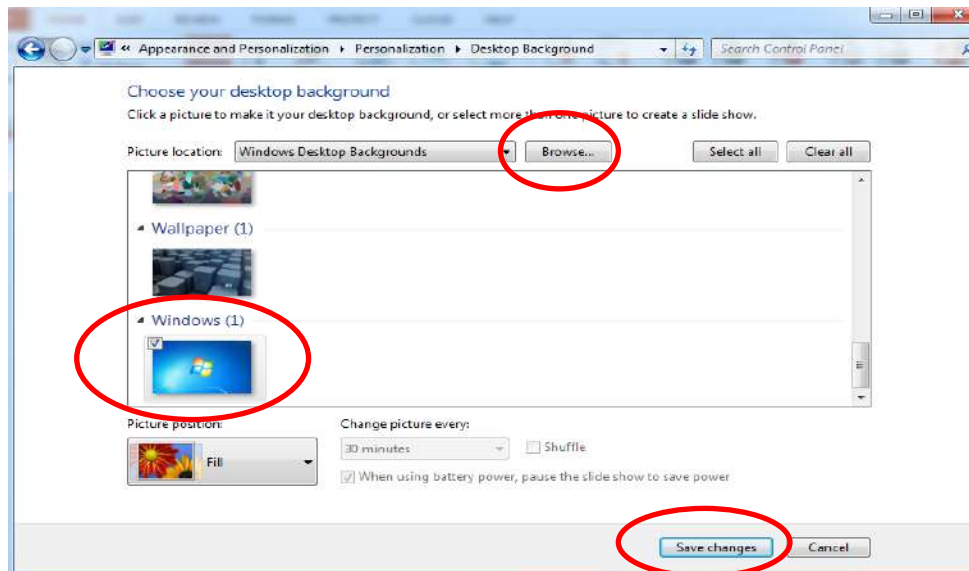 « Appearance and Personalization ▸ Personalization ▸ Desktop Background Search Control Panel
Choose your desktop background
Click a picture to make it your desktop background, or select more than one picture to create a slide show.
Picture location: Windows Desktop Backgrounds Browse... Select all Clear all
Wallpaper (1)
Windows (1)
Picture position: Change picture every:
Fill 30 minutes Shuffle
When using battery power, pause the slide show to save power
Save changes Cancel